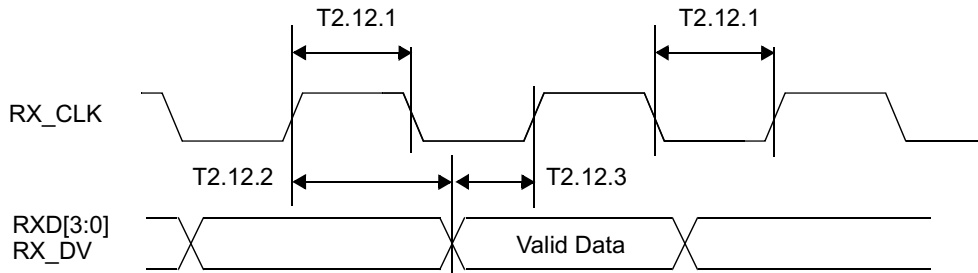 T2.12.1 T2.12.1
RX_CLK
T2.12.2 T2.12.3
RXD[3:0]
RX_DV
Valid Data